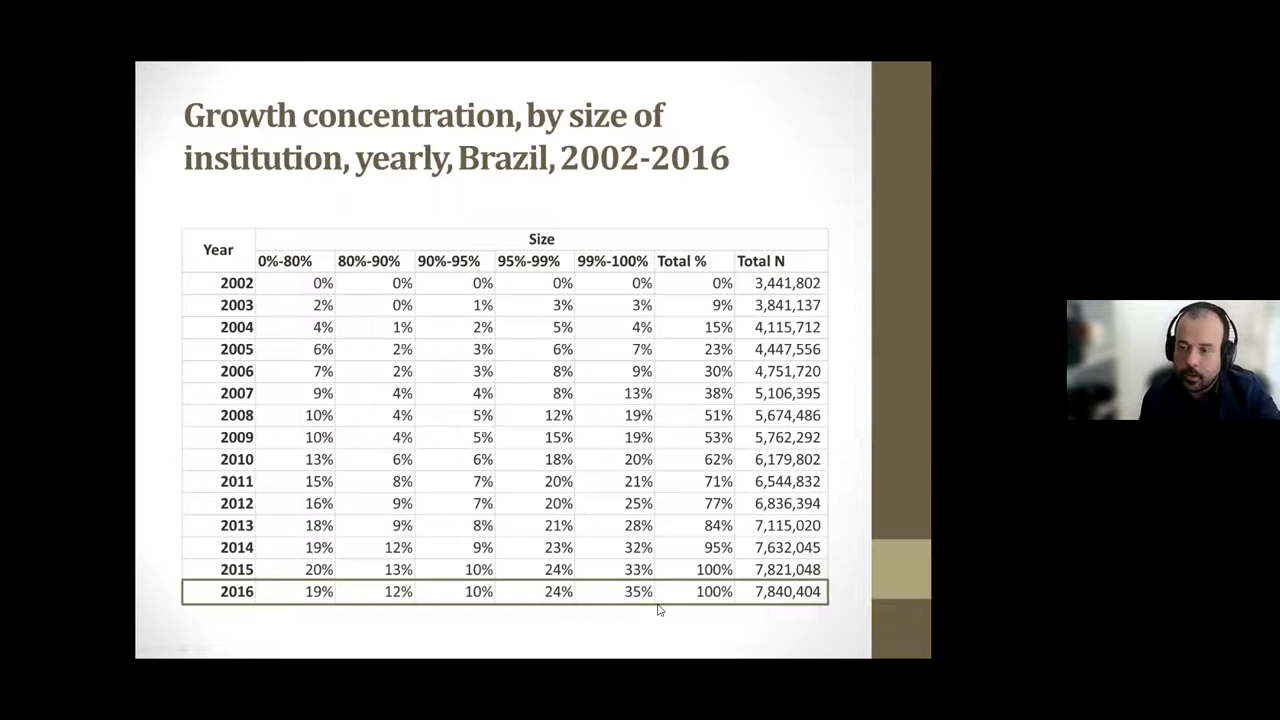 Growth concentration, by size of
institution, yearly, Brazil, 2002-2016
Year Size
0%-80% 80%-90% 90%-95% 95%-99% 99%-100% Total % Total N
2002 0% 0% 0% 0% 0% 0% 3,441,802
2003 2% 0% 1% 3% 3% 9% 3,841,137
2004 4% 1% 2% 5% 4% 15% 4,115,712
2005 6% 2% 3% 6% 7% 23% 4,447,556
2006 7% 2% 3% 8% 9% 30% 4,751,720
2007 9% 4% 4% 8% 13% 38% 5,106,395
2008 10% 4% 5% 12% 19% 51% 5,674,486
2009 10% 4% 5% 15% 19% 53% 5,762,292
2010 13% 6% 6% 18% 20% 62% 6,179,802
2011 15% 8% 7% 20% 21% 71% 6,544,832
2012 16% 9% 7% 20% 25% 77% 6,836,394
2013 18% 9% 8% 21% 28% 84% 7,115,020
2014 19% 12% 9% 23% 32% 95% 7,632,045
2015 20% 13% 10% 24% 33% 100% 7,821,048
2016 19% 12% 10% 24% 35% 100% 7,840,404